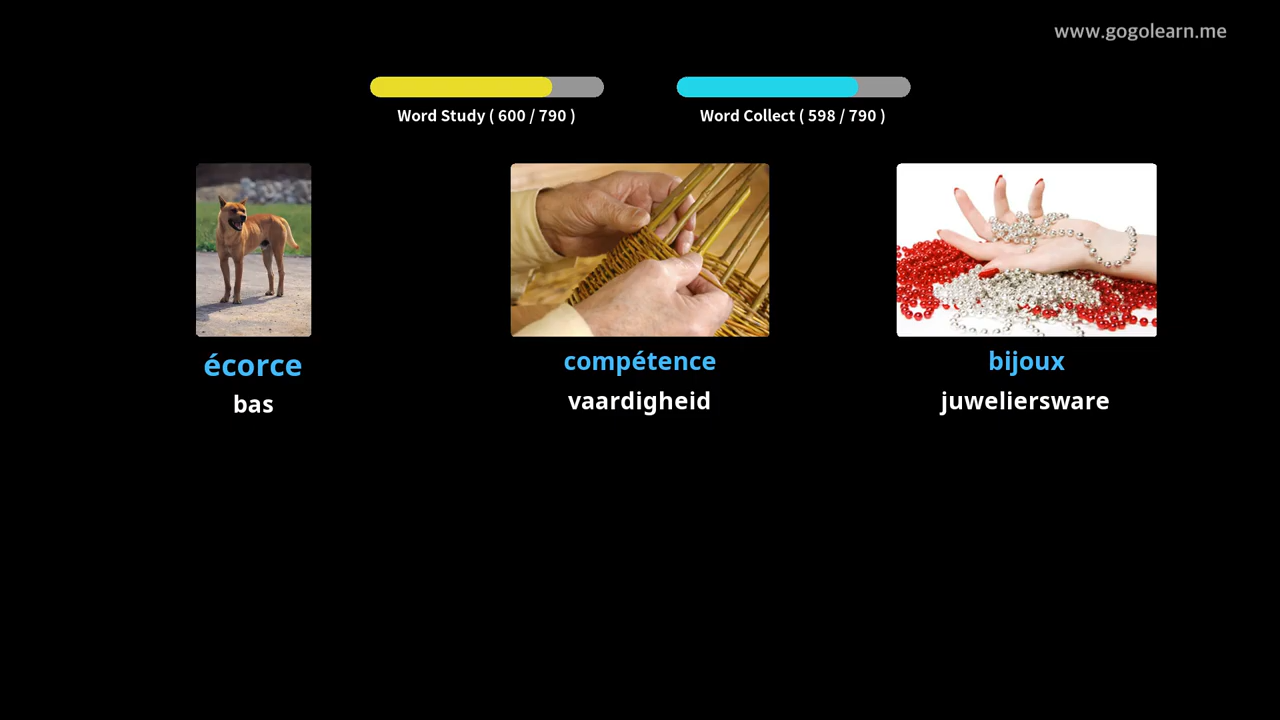 www.gogolearn.me
Word Study ( 600 / 790 )
Word Collect ( 598 / 790 )
écorce
compétence
bijoux
bas
vaardigheid
juweliersware